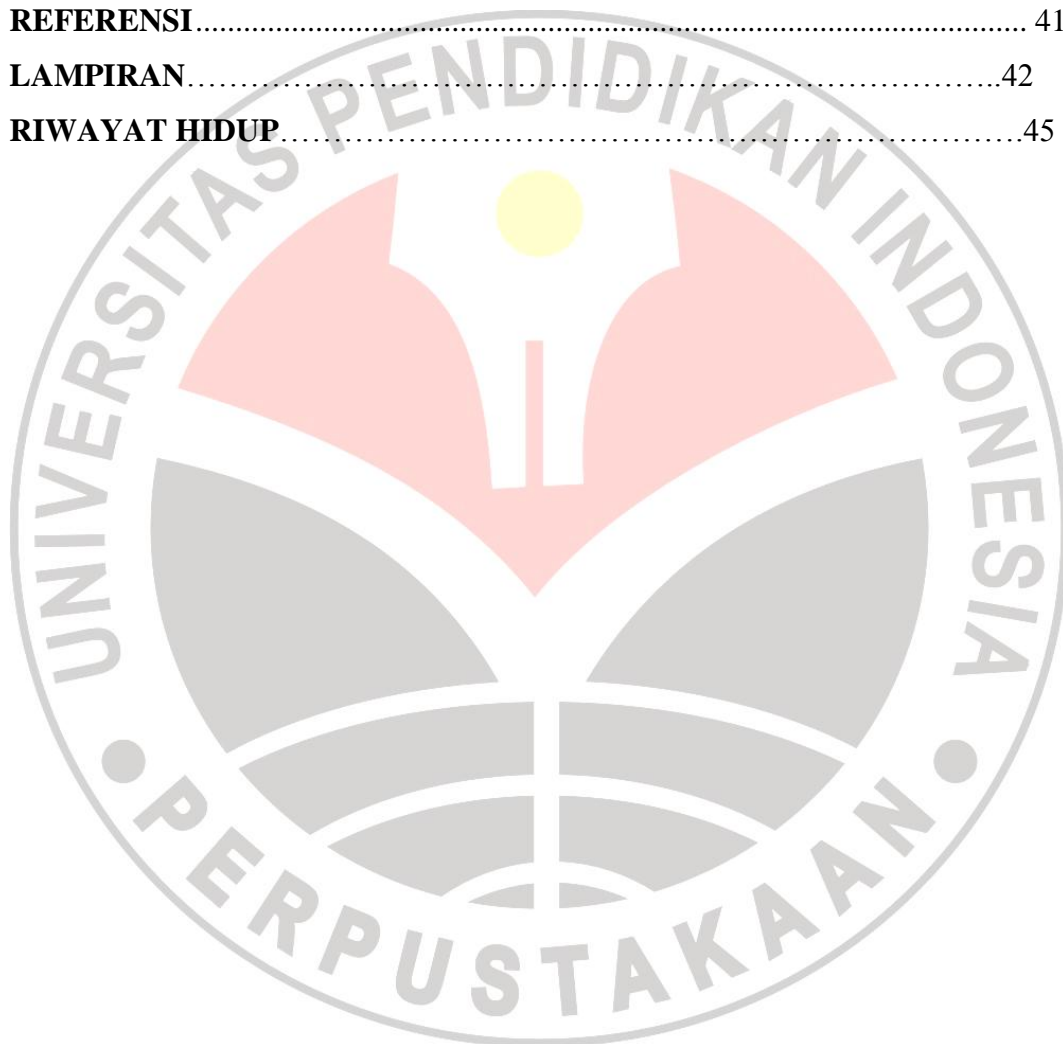 REFERENSI........................................................................................................... 41
LAMPIRAN…………………………………………………………………………..42
RIWAYAT HIDUP……………………………………………………………………45
UNIVERSITAS PENDIDIKAN INDONESIA
PERPUSTAKAAN